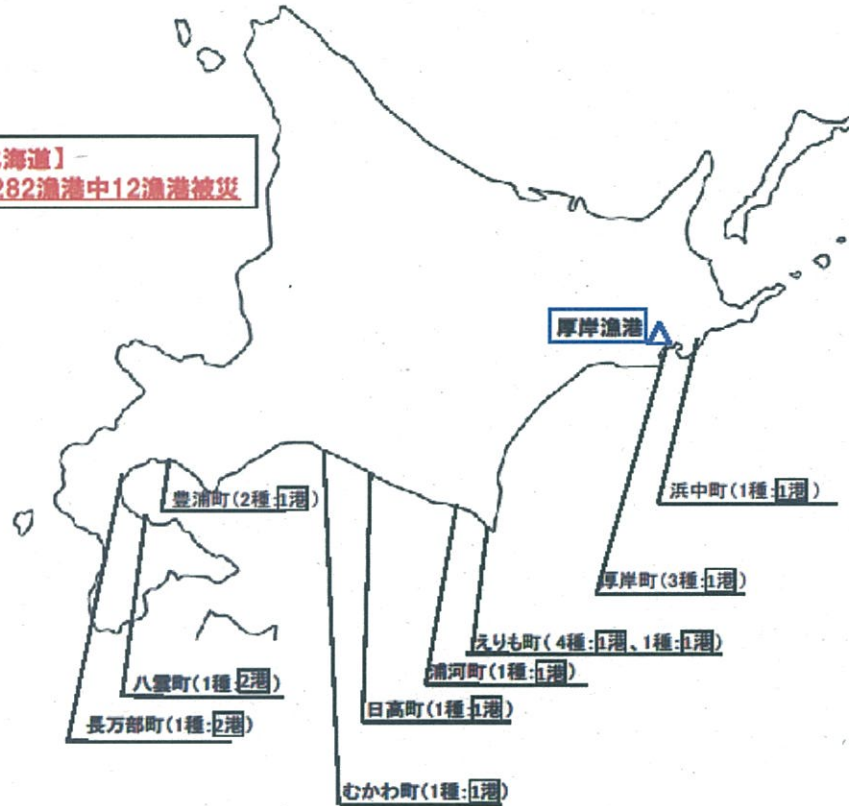 海道】
282漁港中12漁港被災
厚岸漁港
豊浦町(2種:1港)
浜中町(1種:1港)
厚岸町(3種:1港)
えりも町(4種:1港、1種:1港)
浦河町(1種:1港)
八雲町(1種:2港)
日高町(1種:1港)
長万部町(1種:2港)
むかわ町(1種:1港)